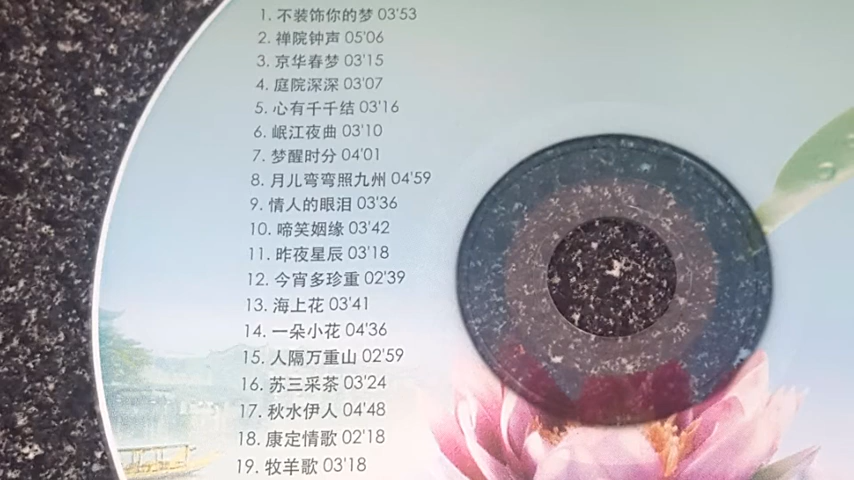 1. 不装饰你的梦 03'53
2. 禅院钟声 05'06
3. 京华春梦 03'15
4. 庭院深深 03'07
5. 心有千千结 03'16
6. 岷江夜曲 03'10
7. 梦醒时分 04'01
8. 月儿弯弯照九州 04'59
9. 情人的眼泪 03'36
10. 啼笑姻缘 03'42
11. 昨夜星辰 03'18
12. 今宵多珍重 02'39
13. 海上花 03'41
14. 一朵小花 04'36
15. 人隔万重山 02'59
16. 苏三采茶 03'24
17. 秋水伊人 04'48
18. 康定情歌 02'18
19. 牧羊歌 03'18